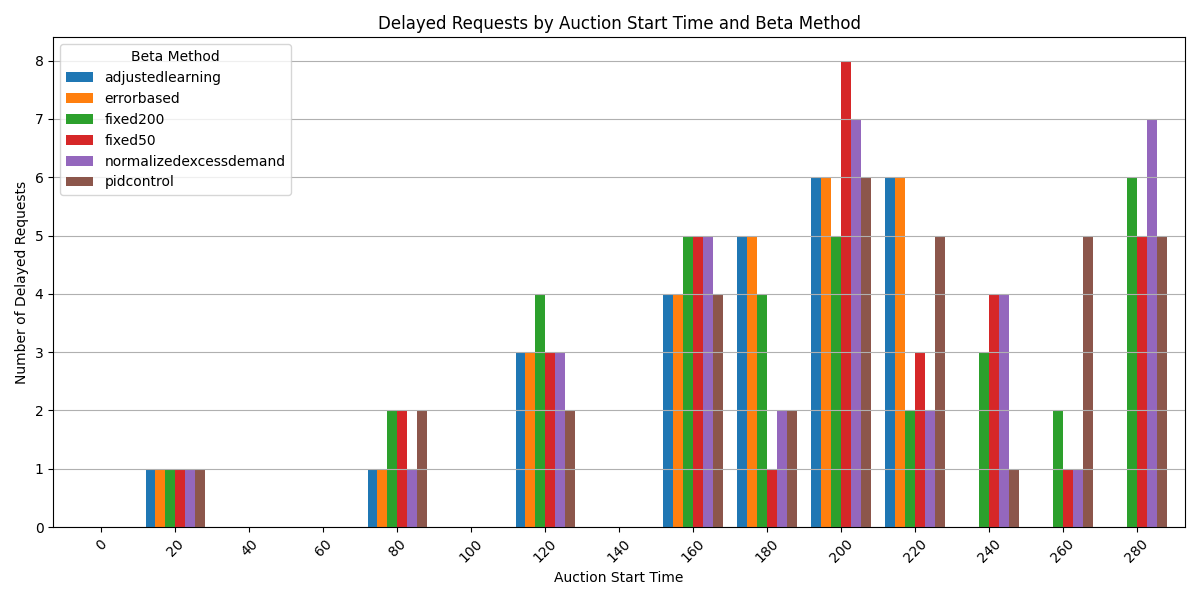 Delayed Requests by Auction Start Time and Beta Method
Beta Method
adjustedlearning
errorbased
fixed200
fixed50
normalizedexcessdemand
pidcontrol
Number of Delayed Requests
8
7
6
5
4
3
2
1
0
0 20 40 60 80 100 120 140 160 180 200 220 240 260 280
Auction Start Time